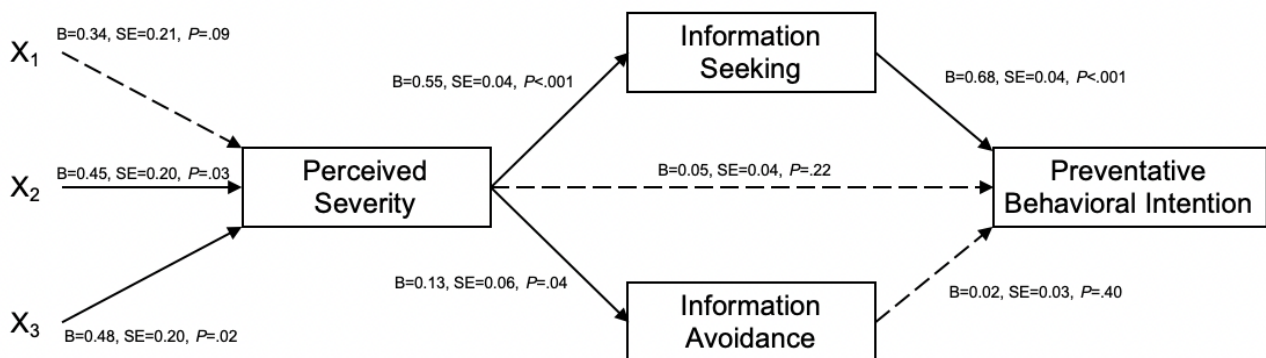 B=0.34, SE=0.21, P=.09
X₁
Information
Seeking
B=0.55, SE=0.04, P<.001
B=0.68, SE=0.04, P<.001
X₂
B=0.45, SE=0.20, P=.03
Perceived
Severity
B=0.05, SE=0.04, P=.22
Preventative
Behavioral Intention
B=0.13, SE=0.06, P=.04
B=0.02, SE=0.03, P=.40
X₃
B=0.48, SE=0.20, P=.02
Information
Avoidance